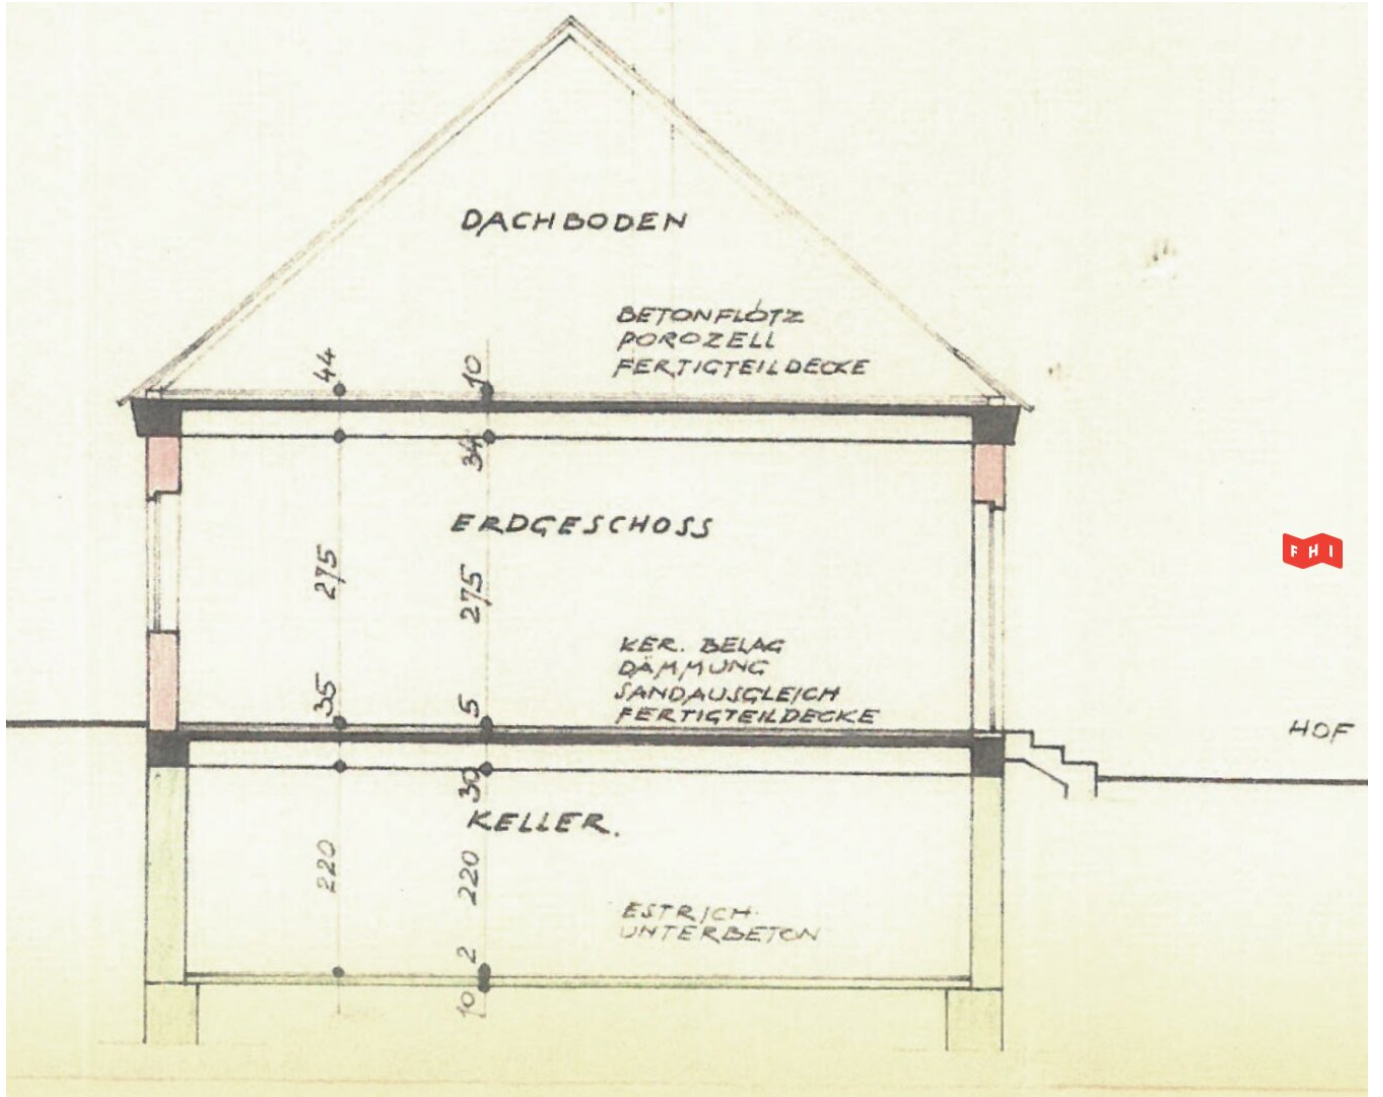 DACHBODEN
BETONFLÖTZ
POROZELL
FERTIGTEILDECKE
44
10
34
ERDGESCHOSS
275
275
FHI
KER. BELAG
DÄMMUNG
SANDAUSGLEICH
FERTIGTEILDECKE
35
5
HOF
30
KELLER.
220
220
ESTRICH
UNTERBETON
2
10